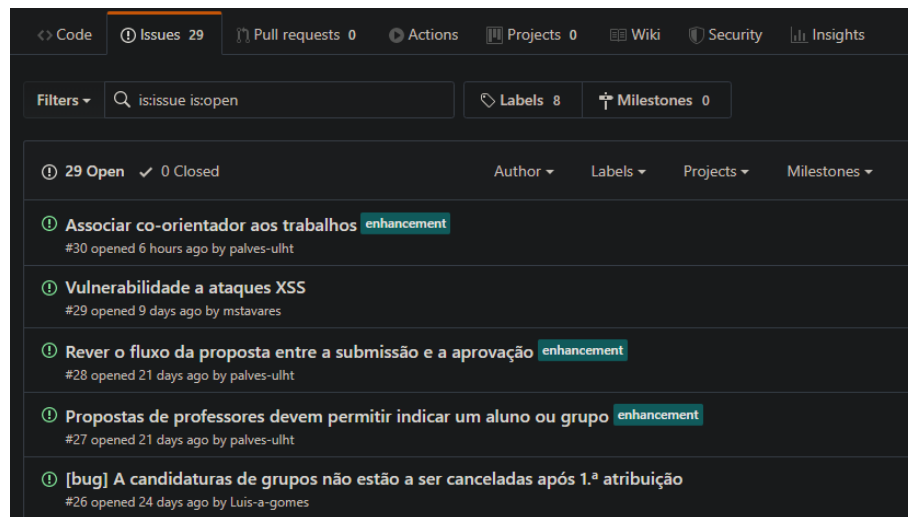 Code Issues 29 Pull requests 0 Actions Projects 0 Wiki Security Insights
Filters is:issue is:open Labels 8 Milestones 0
29 Open 0 Closed Author Labels Projects Milestones
Associar co-orientador aos trabalhos enhancement
#30 opened 6 hours ago by palves-ulht
Vulnerabilidade a ataques XSS
#29 opened 9 days ago by mstavares
Rever o fluxo da proposta entre a submissão e a aprovação enhancement
#28 opened 21 days ago by palves-ulht
Propostas de professores devem permitir indicar um aluno ou grupo enhancement
#27 opened 21 days ago by palves-ulht
[bug] A candidaturas de grupos não estão a ser canceladas após 1.ª atribuição
#26 opened 24 days ago by Luis-a-gomes